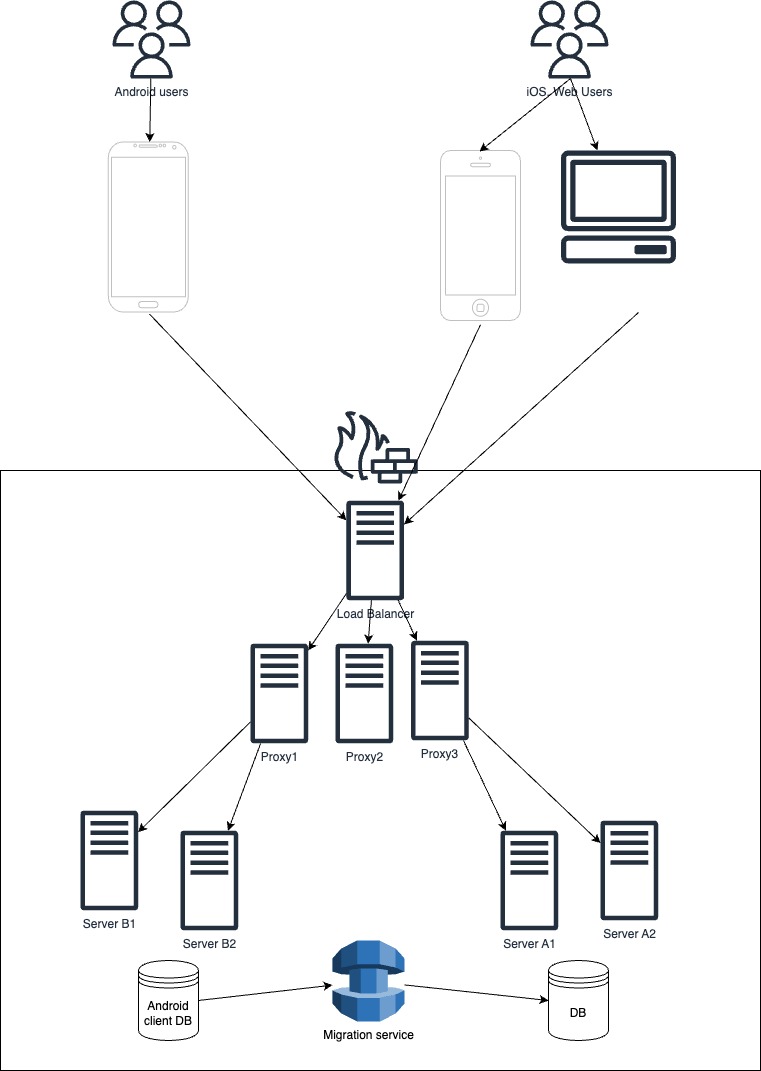 Android users
iOS, Web Users
Load Balancer
Proxy1
Proxy2
Proxy3
Server B1
Server B2
Server A1
Server A2
Android
client DB
DB
Migration service